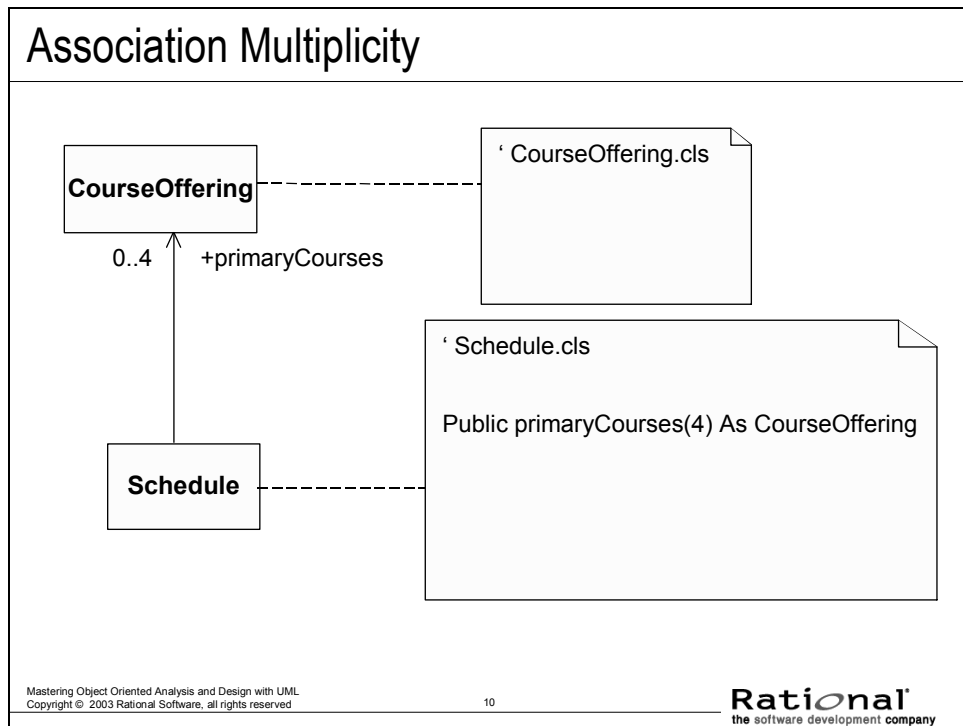 Association Multiplicity
CourseOffering
‘ CourseOffering.cls
0..4 +primaryCourses
‘ Schedule.cls
Public primaryCourses(4) As CourseOffering
Schedule
Mastering Object Oriented Analysis and Design with UML
Copyright © 2003 Rational Software, all rights reserved
10
Rational
the software development company